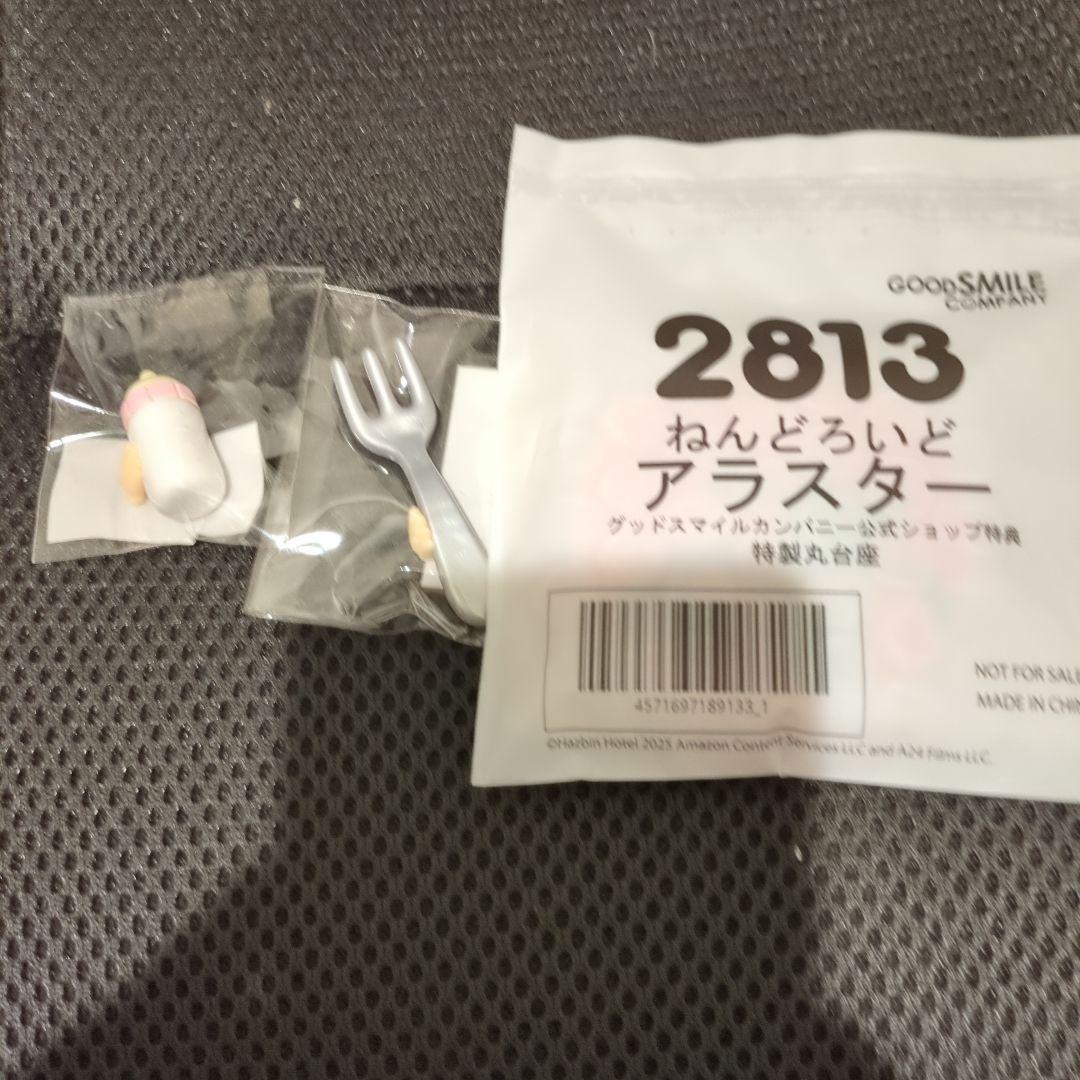 GOODSMILE
COMPANY
2813
ねんどろいど
アラスター
グッドスマイルカンパニー公式ショップ特典
特製丸台座
4571697189133_1
NOT FOR SALE
MADE IN CHIN
©Hazbin Hotel 2025 Amazon Content Services LLC and A24 Films LLC.